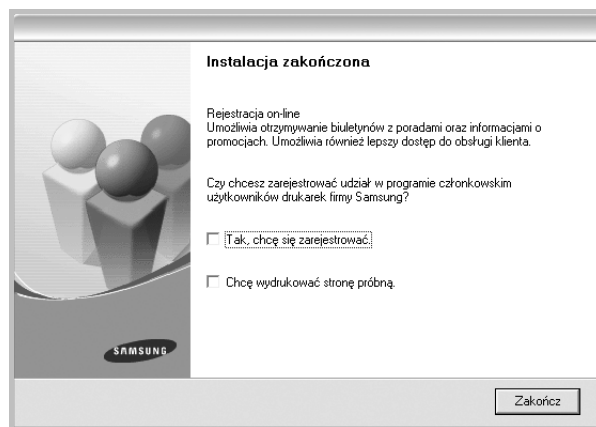 Instalacja zakończona
Rejestracja on-line
Umożliwia otrzymywanie biuletynów z poradami oraz informacjami o
promocjach. Umożliwia również lepszy dostęp do obsługi klienta.
Czy chcesz zarejestrować udział w programie członkowskim
użytkowników drukarek firmy Samsung?
Tak, chcę się zarejestrować.
Chcę wydrukować stronę próbną.
SAMSUNG
Zakończ